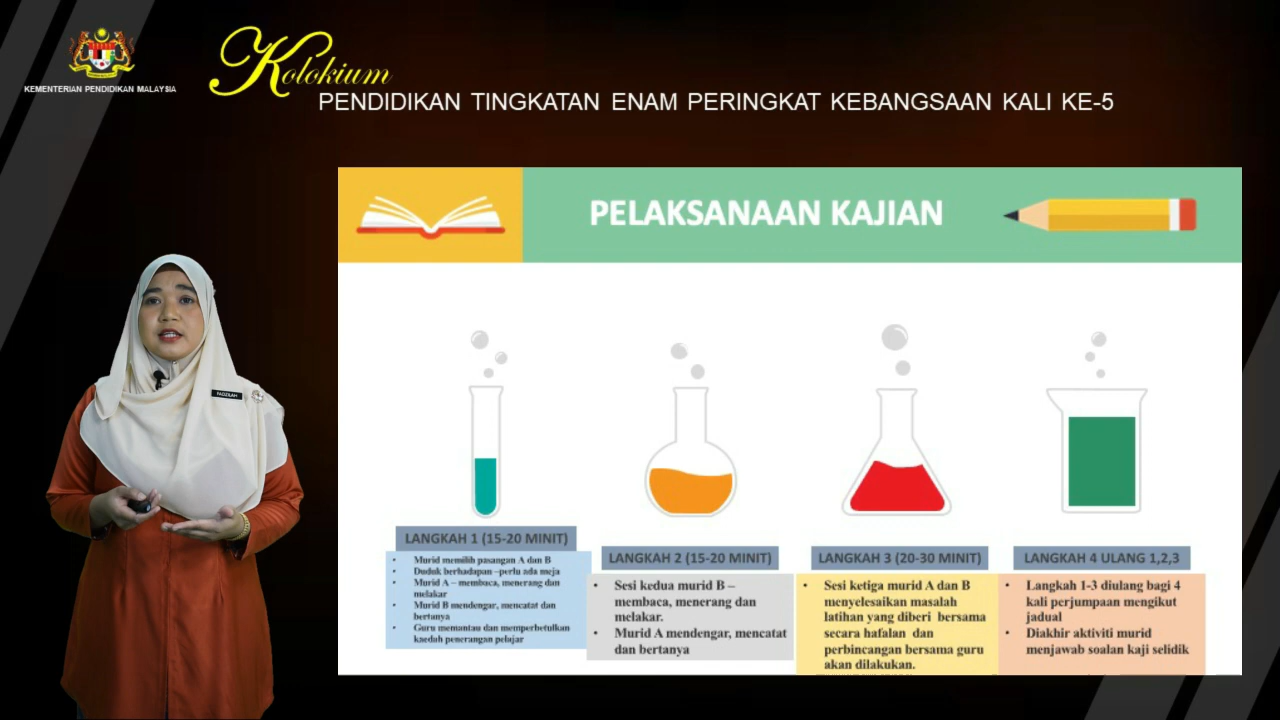 KEMENTERIAN PENDIDIKAN MALAYSIA
Kolokium
PENDIDIKAN TINGKATAN ENAM PERINGKAT KEBANGSAAN KALI KE-5
PELAKSANAAN KAJIAN
FADZILAH
LANGKAH 1 (15-20 MINIT)
• Murid memilih pasangan A dan B
• Duduk berhadapan –perlu ada meja
• Murid A – membaca, menerang dan
melakar
• Murid B mendengar, mencatat dan
bertanya
• Guru memantau dan memperbetulkan
kaedah penerangan pelajar
LANGKAH 2 (15-20 MINIT)
• Sesi kedua murid B –
membaca, menerang dan
melakar.
• Murid A mendengar, mencatat
dan bertanya
LANGKAH 3 (20-30 MINIT)
• Sesi ketiga murid A dan B
menyelesaikan masalah
latihan yang diberi bersama
secara hafalan dan
perbincangan bersama guru
akan dilakukan.
LANGKAH 4 ULANG 1,2,3
• Langkah 1-3 diulang bagi 4
kali perjumpaan mengikut
jadual
• Diakhir aktiviti murid
menjawab soalan kaji selidik